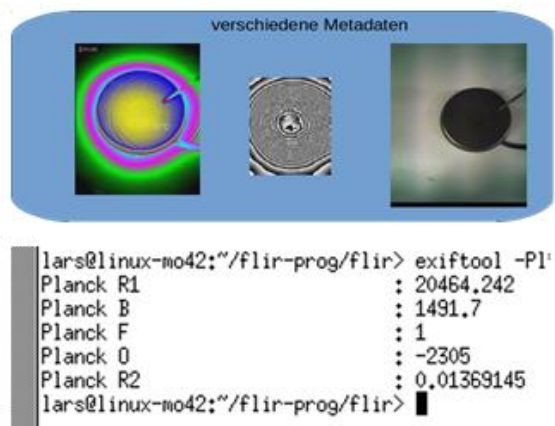 verschiedene Metadaten
lars@linux-mo42:~/flir-prog/flir> exiftool -Pl
Planck R1 : 20464.242
Planck B : 1491.7
Planck F : 1
Planck O : -2305
Planck R2 : 0.01369145
lars@linux-mo42:~/flir-prog/flir>